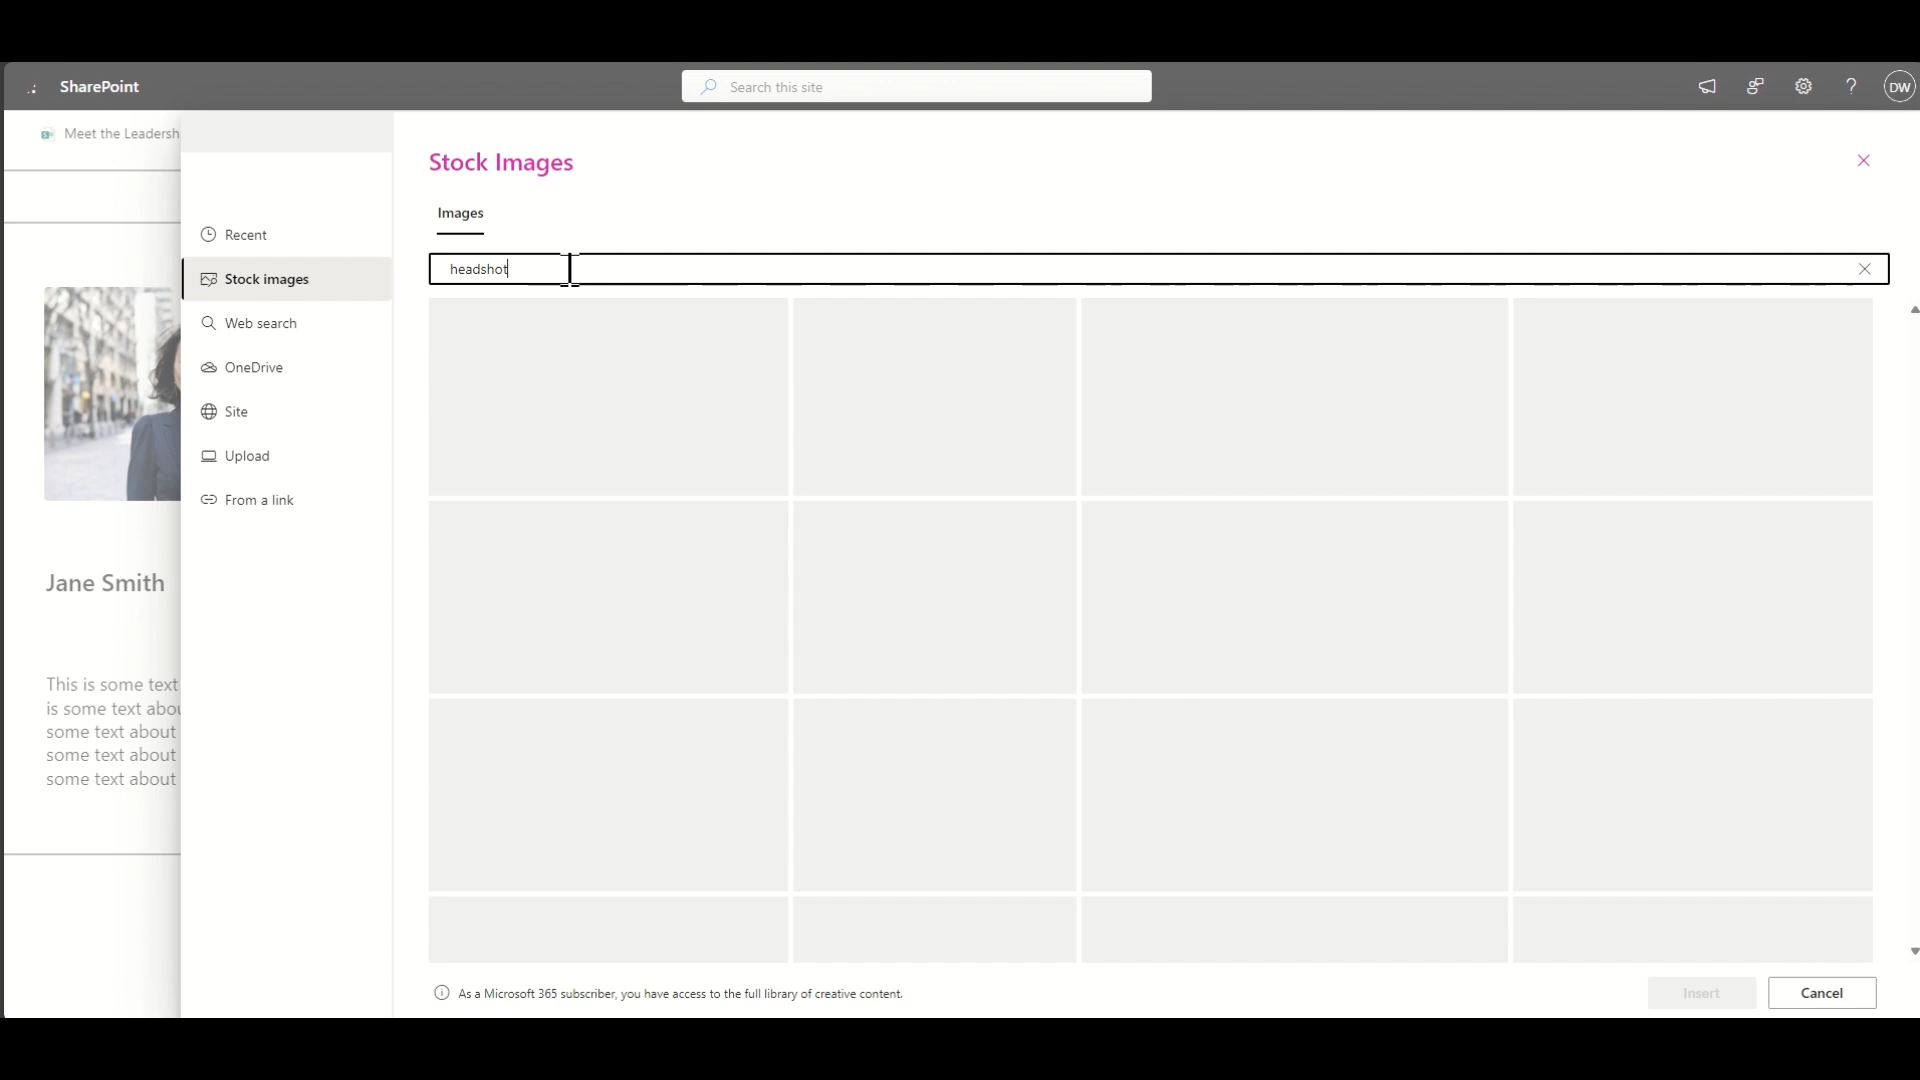 SharePoint
Search this site
DW
Meet the Leadersh
Stock Images
Images
headshot
Recent
Stock images
Web search
OneDrive
Site
Upload
From a link
Jane Smith
This is some text
is some text abou
some text about
some text about
some text about
As a Microsoft 365 subscriber, you have access to the full library of creative content.
Insert
Cancel